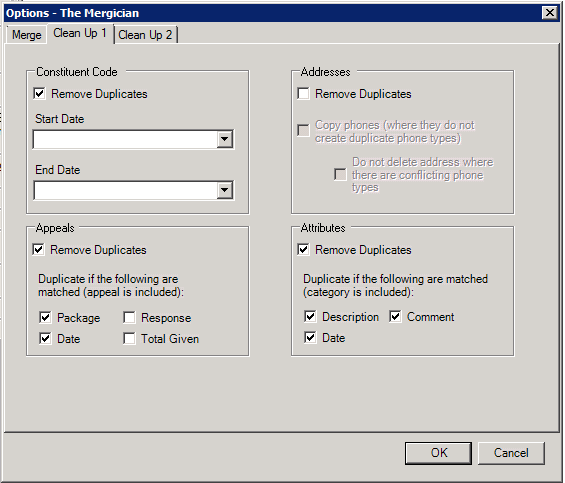 Options - The Mergician
Merge
Clean Up 1
Clean Up 2
Constituent Code
Remove Duplicates
Start Date
End Date
Addresses
Remove Duplicates
Copy phones (where they do not
create duplicate phone types)
Do not delete address where
there are conflicting phone
types
Appeals
Remove Duplicates
Duplicate if the following are
matched (appeal is included):
Package
Response
Date
Total Given
Attributes
Remove Duplicates
Duplicate if the following are matched
(category is included):
Description
Comment
Date
OK
Cancel